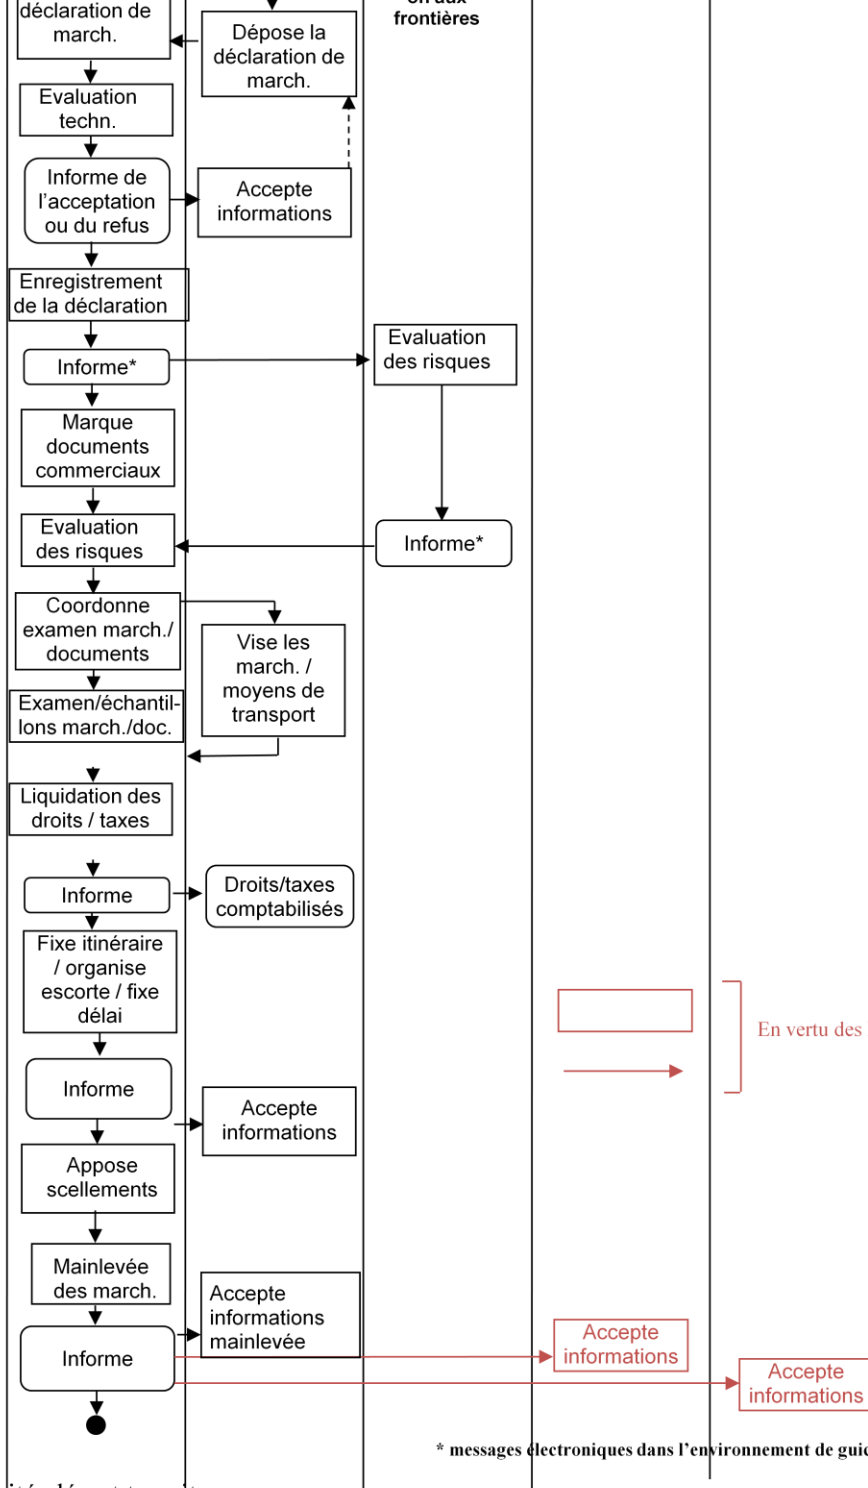 déclaration de
march.
Dépose la
déclaration de
march.
frontières
Evaluation
techn.
Informe de
l'acceptation
ou du refus
Accepte
informations
Enregistrement
de la déclaration
Informe*
Evaluation
des risques
Marque
documents
commerciaux
Evaluation
des risques
Informe*
Coordonne
examen march./
documents
Vise les
march. /
moyens de
transport
Examen/échantil-
lons march./doc.
Liquidation des
droits / taxes
Informe
Droits/taxes
comptabilisés
Fixe itinéraire
/ organise
escorte / fixe
délai
En vertu des
Informe
Accepte
informations
Appose
scellements
Mainlevée
des march.
Accepte
informations
mainlevée
Informe
Accepte
informations
Accepte
informations
* messages électroniques dans l'environnement de